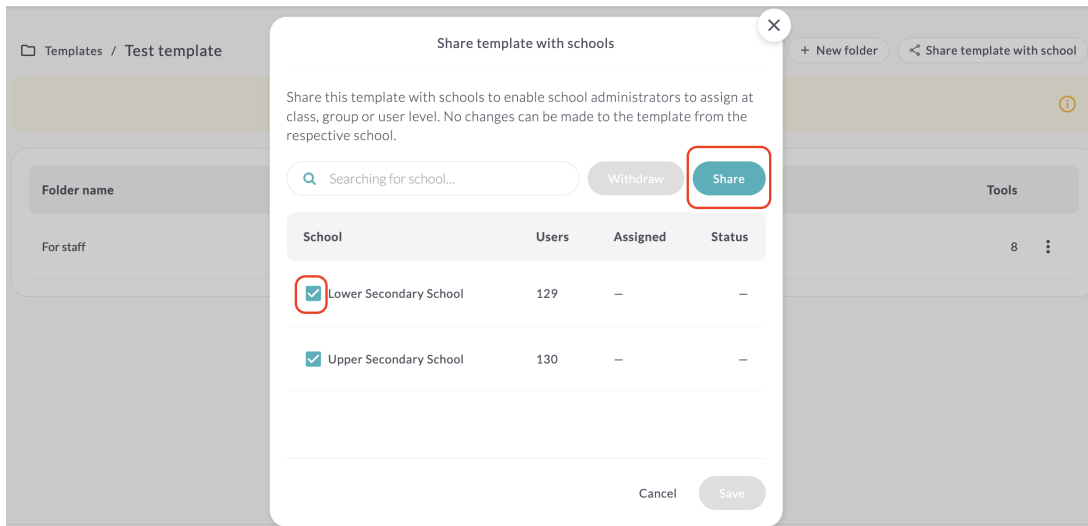 Share template with schools
Templates / Test template
+ New folder
Share template with school
Share this template with schools to enable school administrators to assign at
class, group or user level. No changes can be made to the template from the
respective school.
Searching for school...
Withdraw
Share
Folder name
Tools
School Users Assigned Status
For staff
8
Lower Secondary School 129 – –
Upper Secondary School 130 – –
Cancel
Save